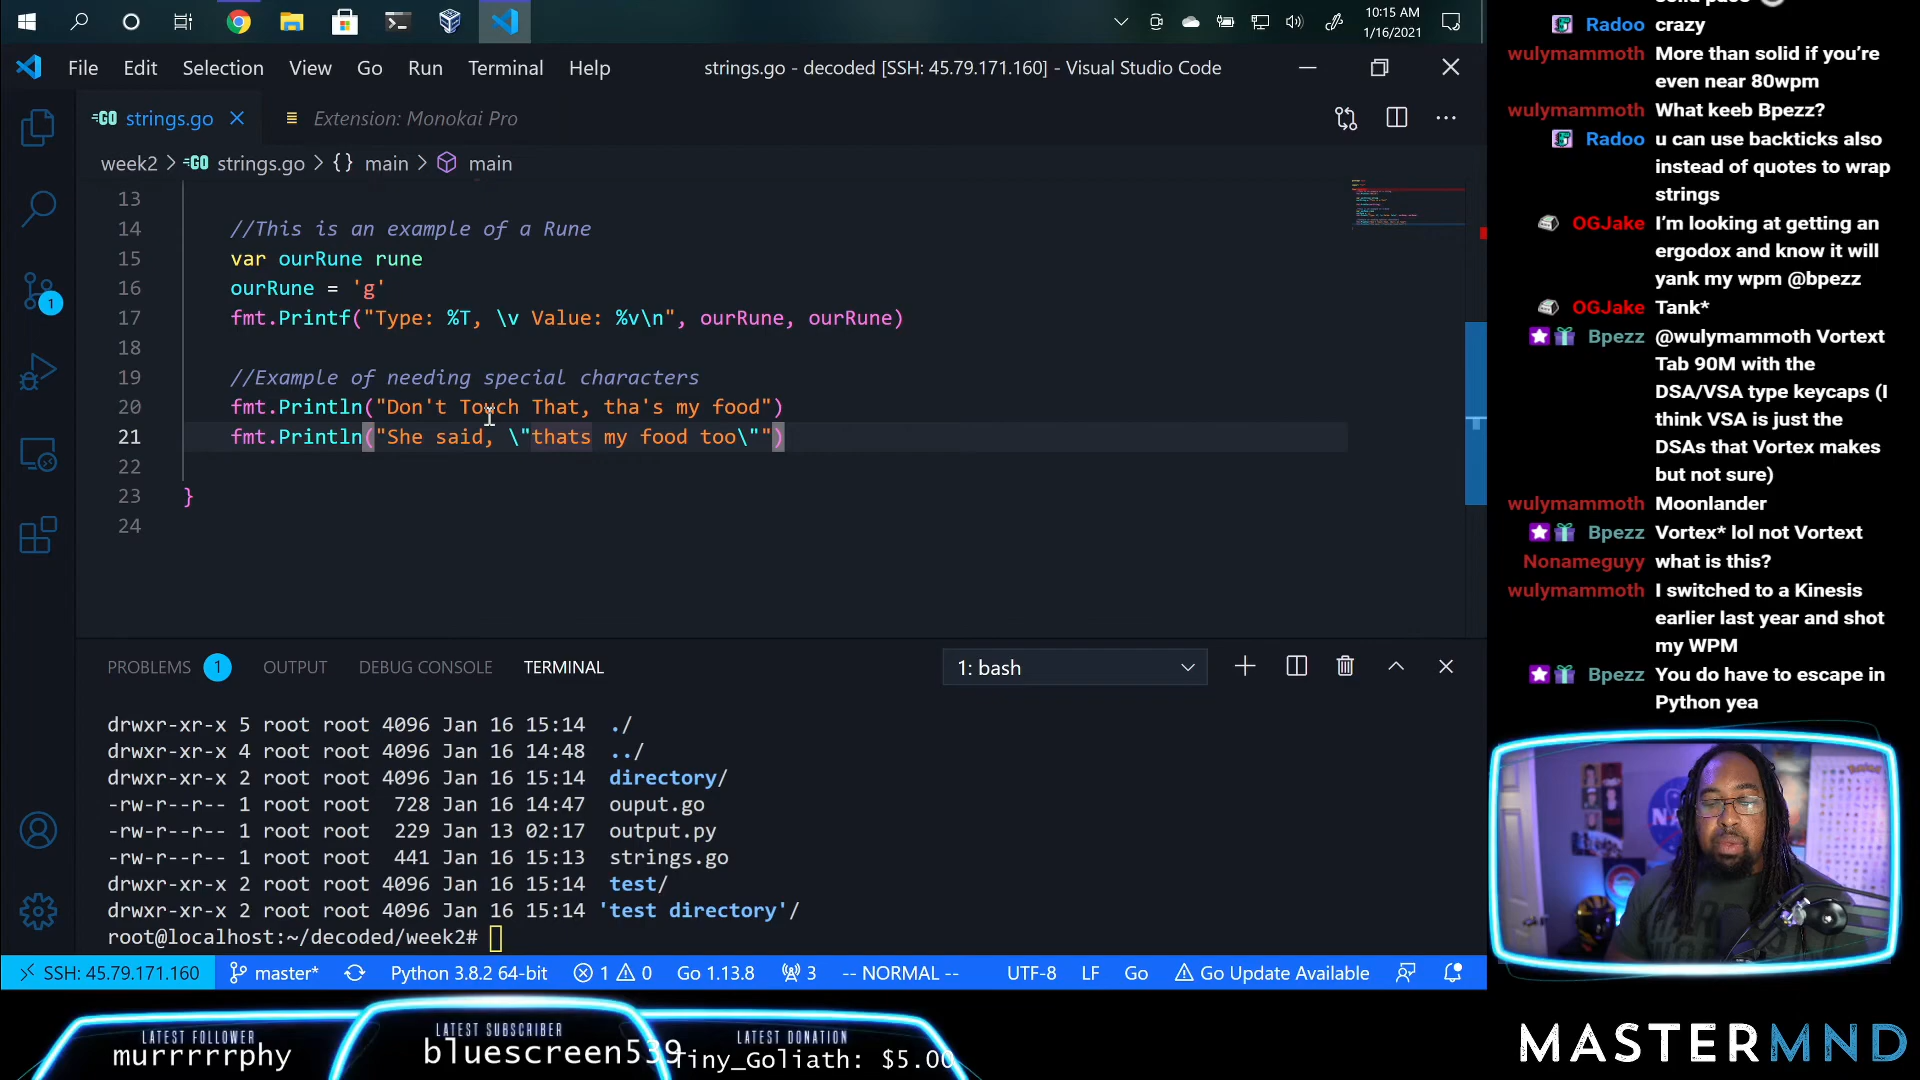 10:15 AM
1/16/2021
File Edit Selection View Go Run Terminal Help
strings.go - decoded [SSH: 45.79.171.160] - Visual Studio Code
GO strings.go
Extension: Monokai Pro
week2 > GO strings.go > {} main > main
13
14 //This is an example of a Rune
15 var ourRune rune
16 ourRune = 'g'
17 fmt.Printf("Type: %T, \v Value: %v\n", ourRune, ourRune)
18
19 //Example of needing special characters
20 fmt.Println("Don't Touch That, tha's my food")
21 fmt.Println("She said, \"thats my food too\"")
22
23 }
24
PROBLEMS 1 OUTPUT DEBUG CONSOLE TERMINAL
1: bash
drwxr-xr-x 5 root root 4096 Jan 16 15:14 ./
drwxr-xr-x 4 root root 4096 Jan 16 14:48 ../
drwxr-xr-x 2 root root 4096 Jan 16 15:14 directory/
-rw-r--r-- 1 root root 728 Jan 16 14:47 ouput.go
-rw-r--r-- 1 root root 229 Jan 13 02:17 output.py
-rw-r--r-- 1 root root 441 Jan 16 15:13 strings.go
drwxr-xr-x 2 root root 4096 Jan 16 15:14 test/
drwxr-xr-x 2 root root 4096 Jan 16 15:14 'test directory'/
root@localhost:~/decoded/week2#
SSH: 45.79.171.160 master* Python 3.8.2 64-bit 1 0 Go 1.13.8 3 -- NORMAL -- UTF-8 LF Go Go Update Available
1
Radoo crazy
wulymammoth More than solid if you're
even near 80wpm
wulymammoth What keeb Bpezz?
Radoo u can use backticks also
instead of quotes to wrap
strings
OGJake I'm looking at getting an
ergodox and know it will
yank my wpm @bpezz
OGJake Tank*
Bpezz @wulymammoth Vortext
Tab 90M with the
DSA/VSA type keycaps (I
think VSA is just the
DSAs that Vortex makes
but not sure)
wulymammoth Moonlander
Bpezz Vortex* lol not Vortext
Nonameguyy what is this?
wulymammoth I switched to a Kinesis
earlier last year and shot
my WPM
Bpezz You do have to escape in
Python yea
LATEST FOLLOWER
murrrrrphy
LATEST SUBSCRIBER
bluescreen539
LATEST DONATION
Tiny_Goliath: $5.00
MASTERMND